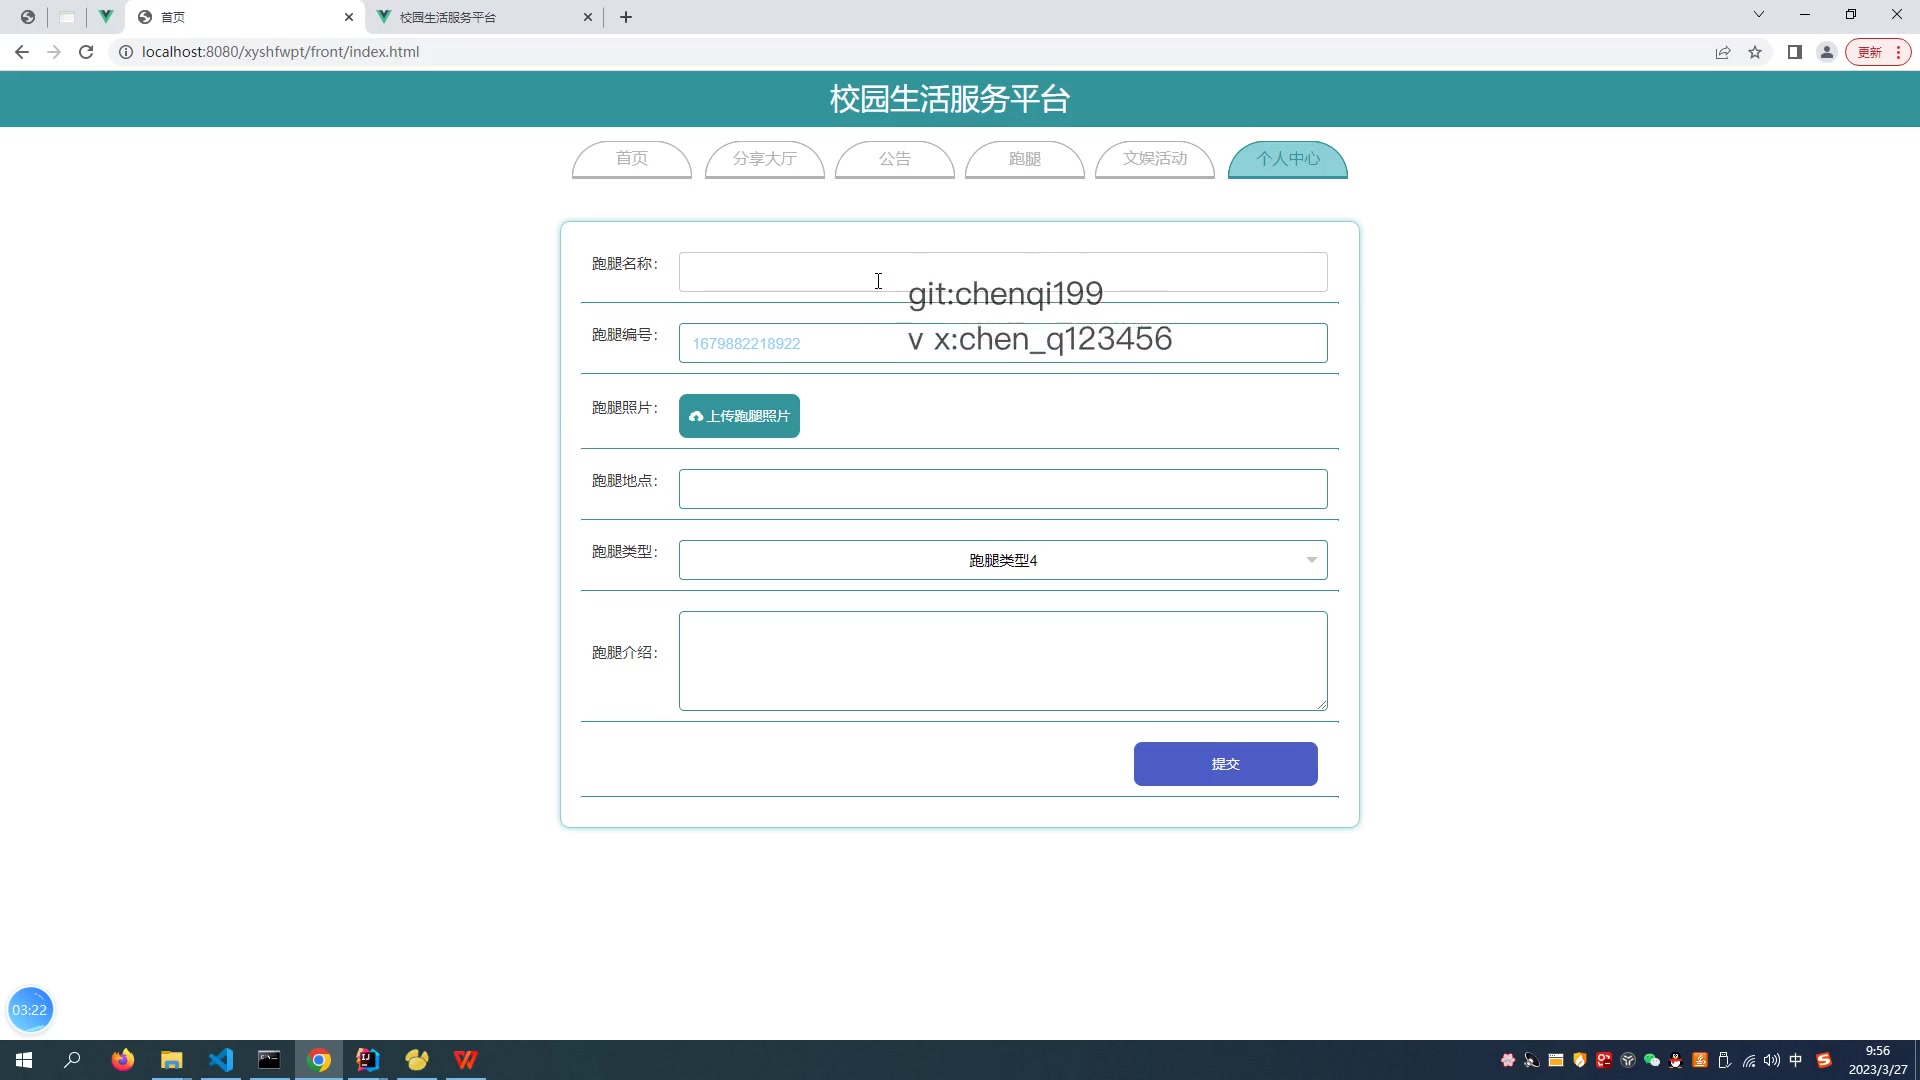 首页
校园生活服务平台
localhost:8080/xyshfwpt/front/index.html
更新
校园生活服务平台
首页
分享大厅
公告
跑腿
文娱活动
个人中心
跑腿名称：
git:chenqi199
跑腿编号：
1679882218922
v x:chen_q123456
跑腿照片：
上传跑腿照片
跑腿地点：
跑腿类型：
跑腿类型4
跑腿介绍：
提交
03:22
中
9:56
2023/3/27